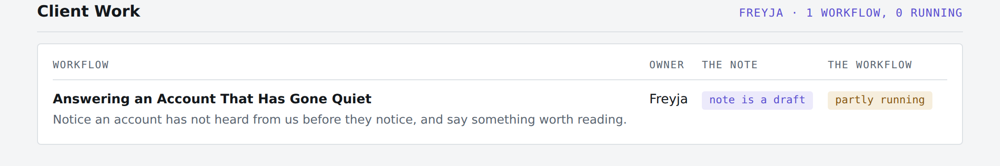 Client Work
FREYJA · 1 WORKFLOW, 0 RUNNING
WORKFLOW OWNER THE NOTE THE WORKFLOW
Answering an Account That Has Gone Quiet Freyja note is a draft partly running
Notice an account has not heard from us before they notice, and say something worth reading.